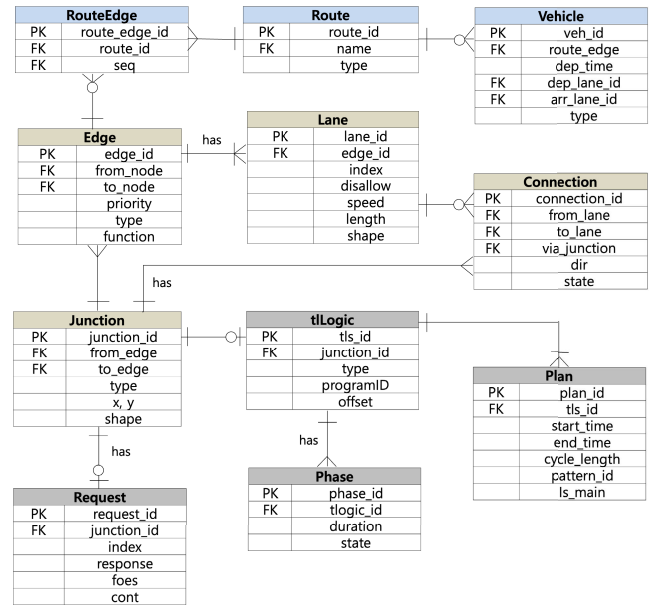 RouteEdge
PK route_edge_id
FK route_id
FK seq
Route
PK route_id
FK name
type
Vehicle
PK veh_id
FK route_edge
dep_time
FK dep_lane_id
FK arr_lane_id
type
Edge
PK edge_id
FK from_node
FK to_node
priority
type
function
has
Lane
PK lane_id
FK edge_id
index
disallow
speed
length
shape
Connection
PK connection_id
FK from_lane
FK to_lane
FK via_junction
dir
state
has
Junction
PK junction_id
FK from_edge
FK to_edge
type
x, y
shape
tlLogic
PK tls_id
FK junction_id
type
programID
offset
Plan
PK plan_id
FK tls_id
start_time
end_time
cycle_length
pattern_id
ls_main
has
has
Phase
PK phase_id
FK tlogic_id
duration
state
Request
PK request_id
FK junction_id
index
response
foes
cont